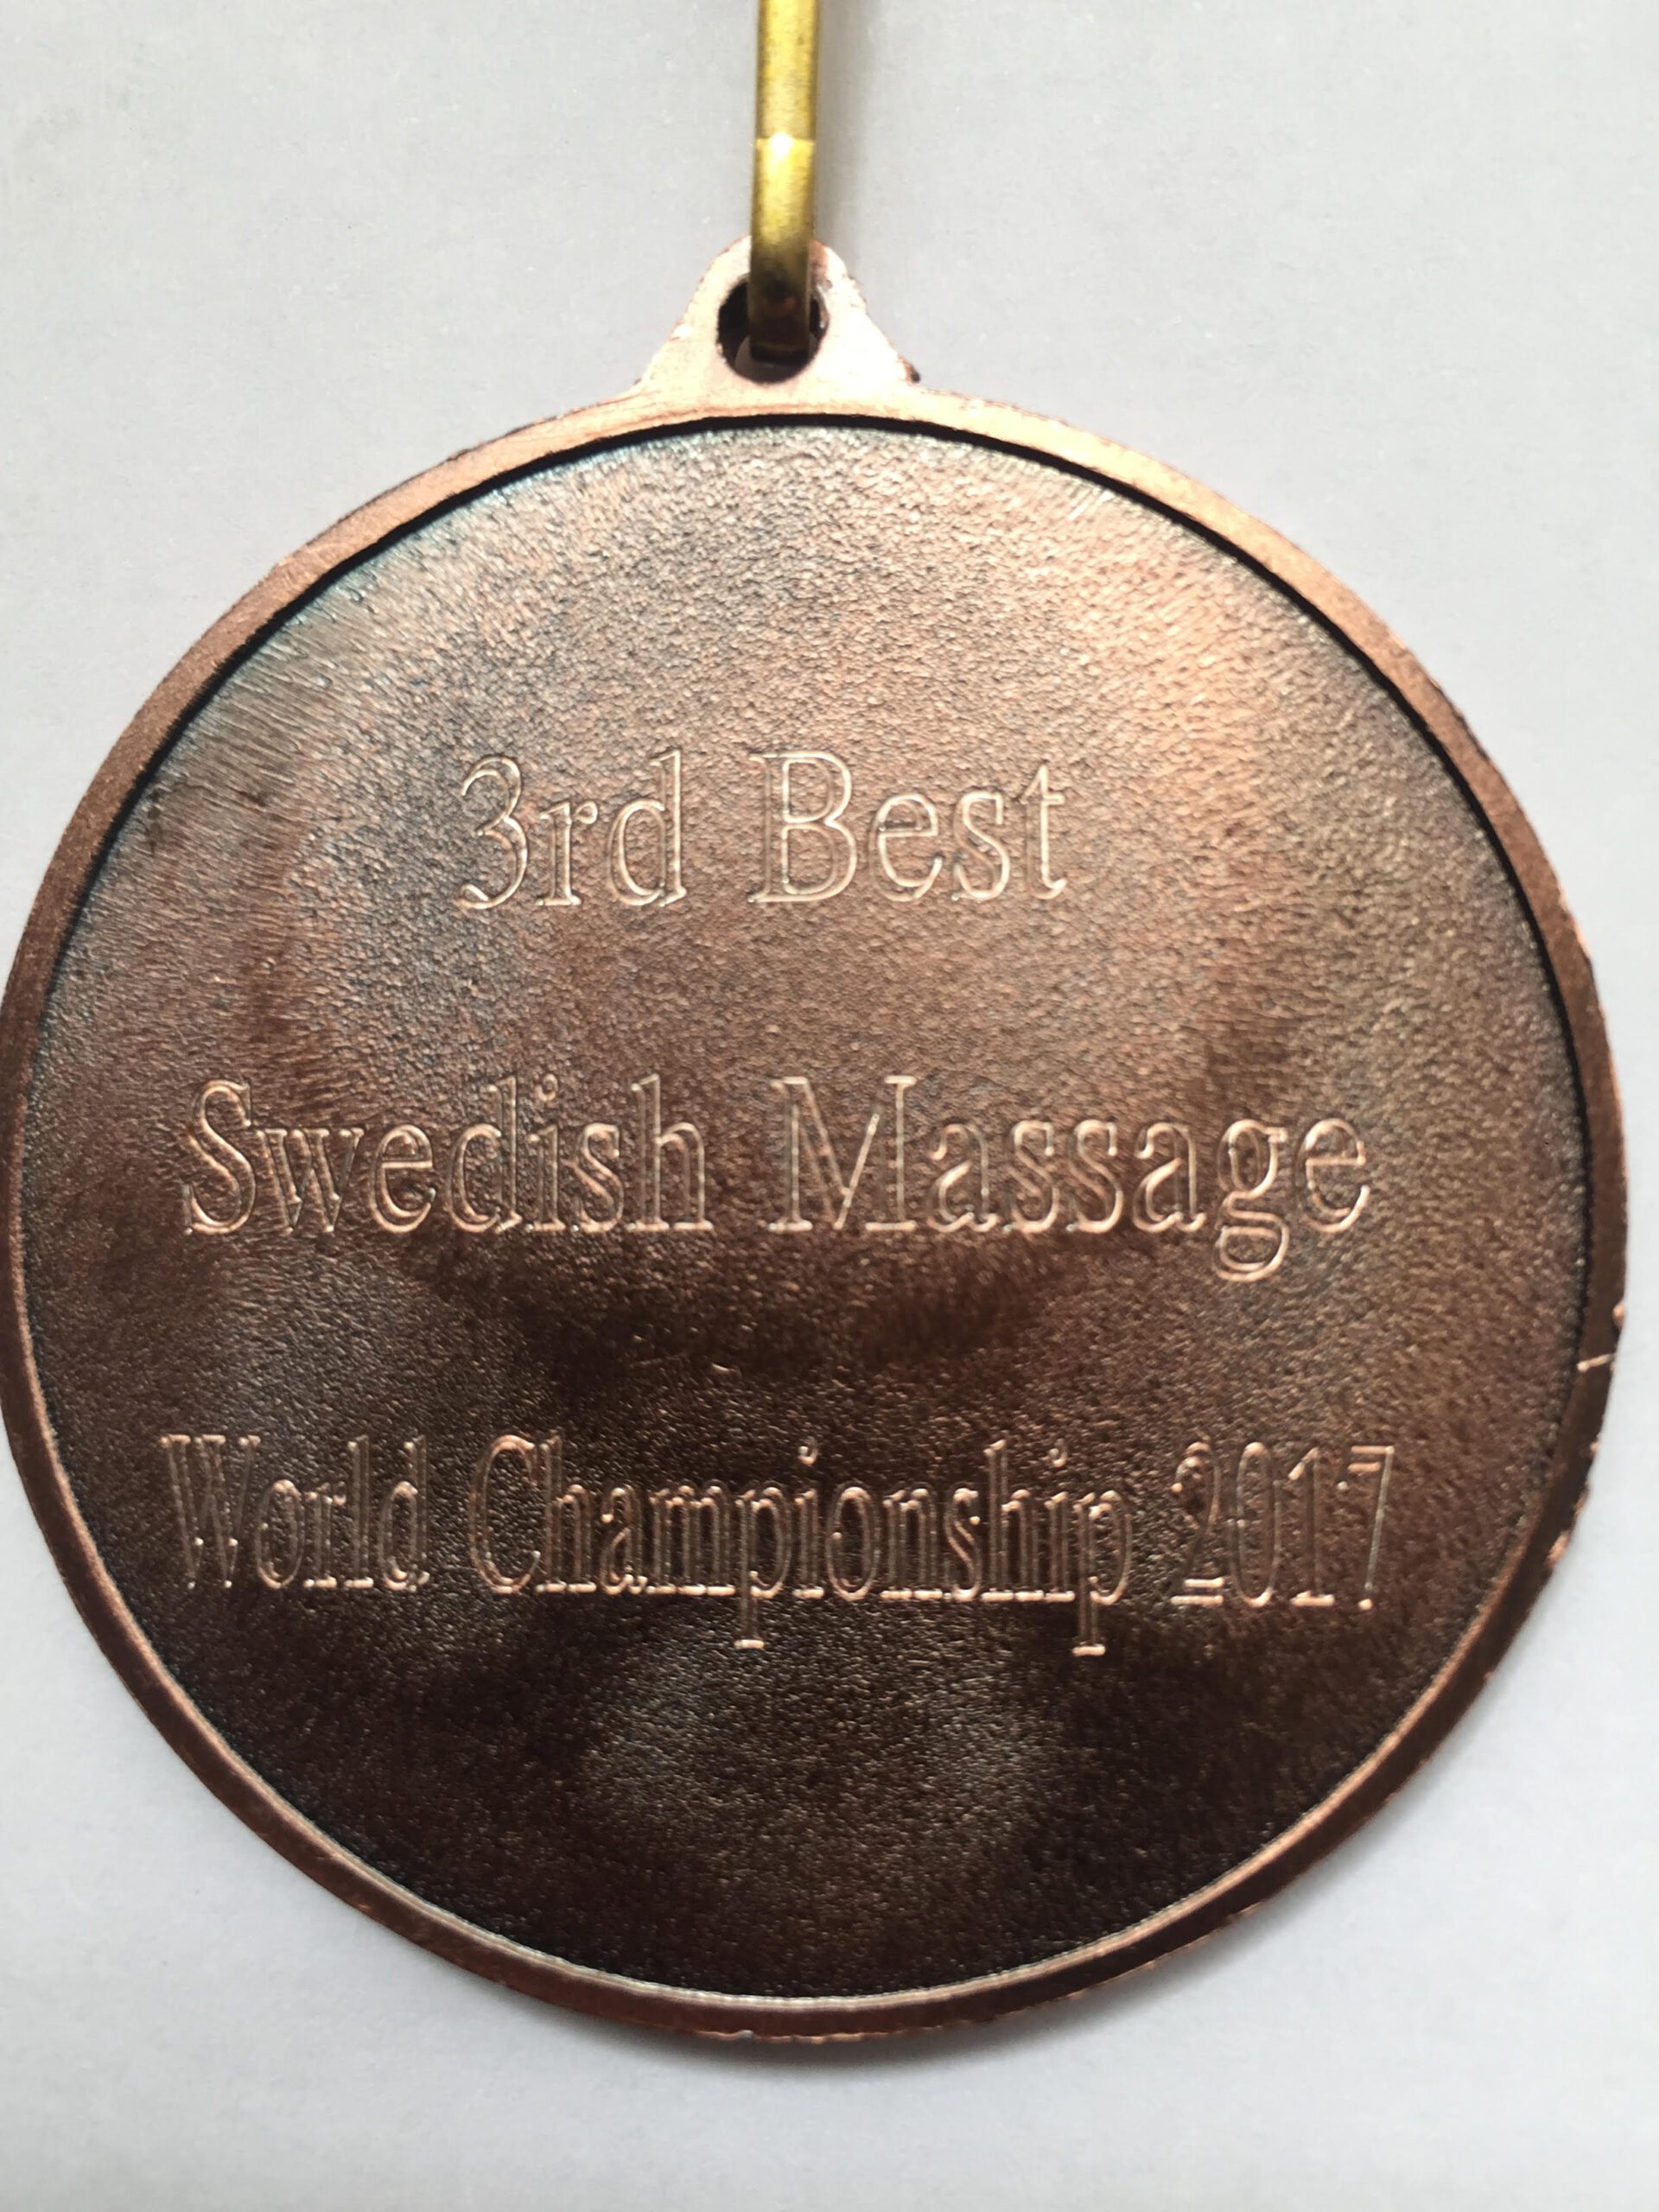 3rd Best
Swedish Massage
World Championship 2017